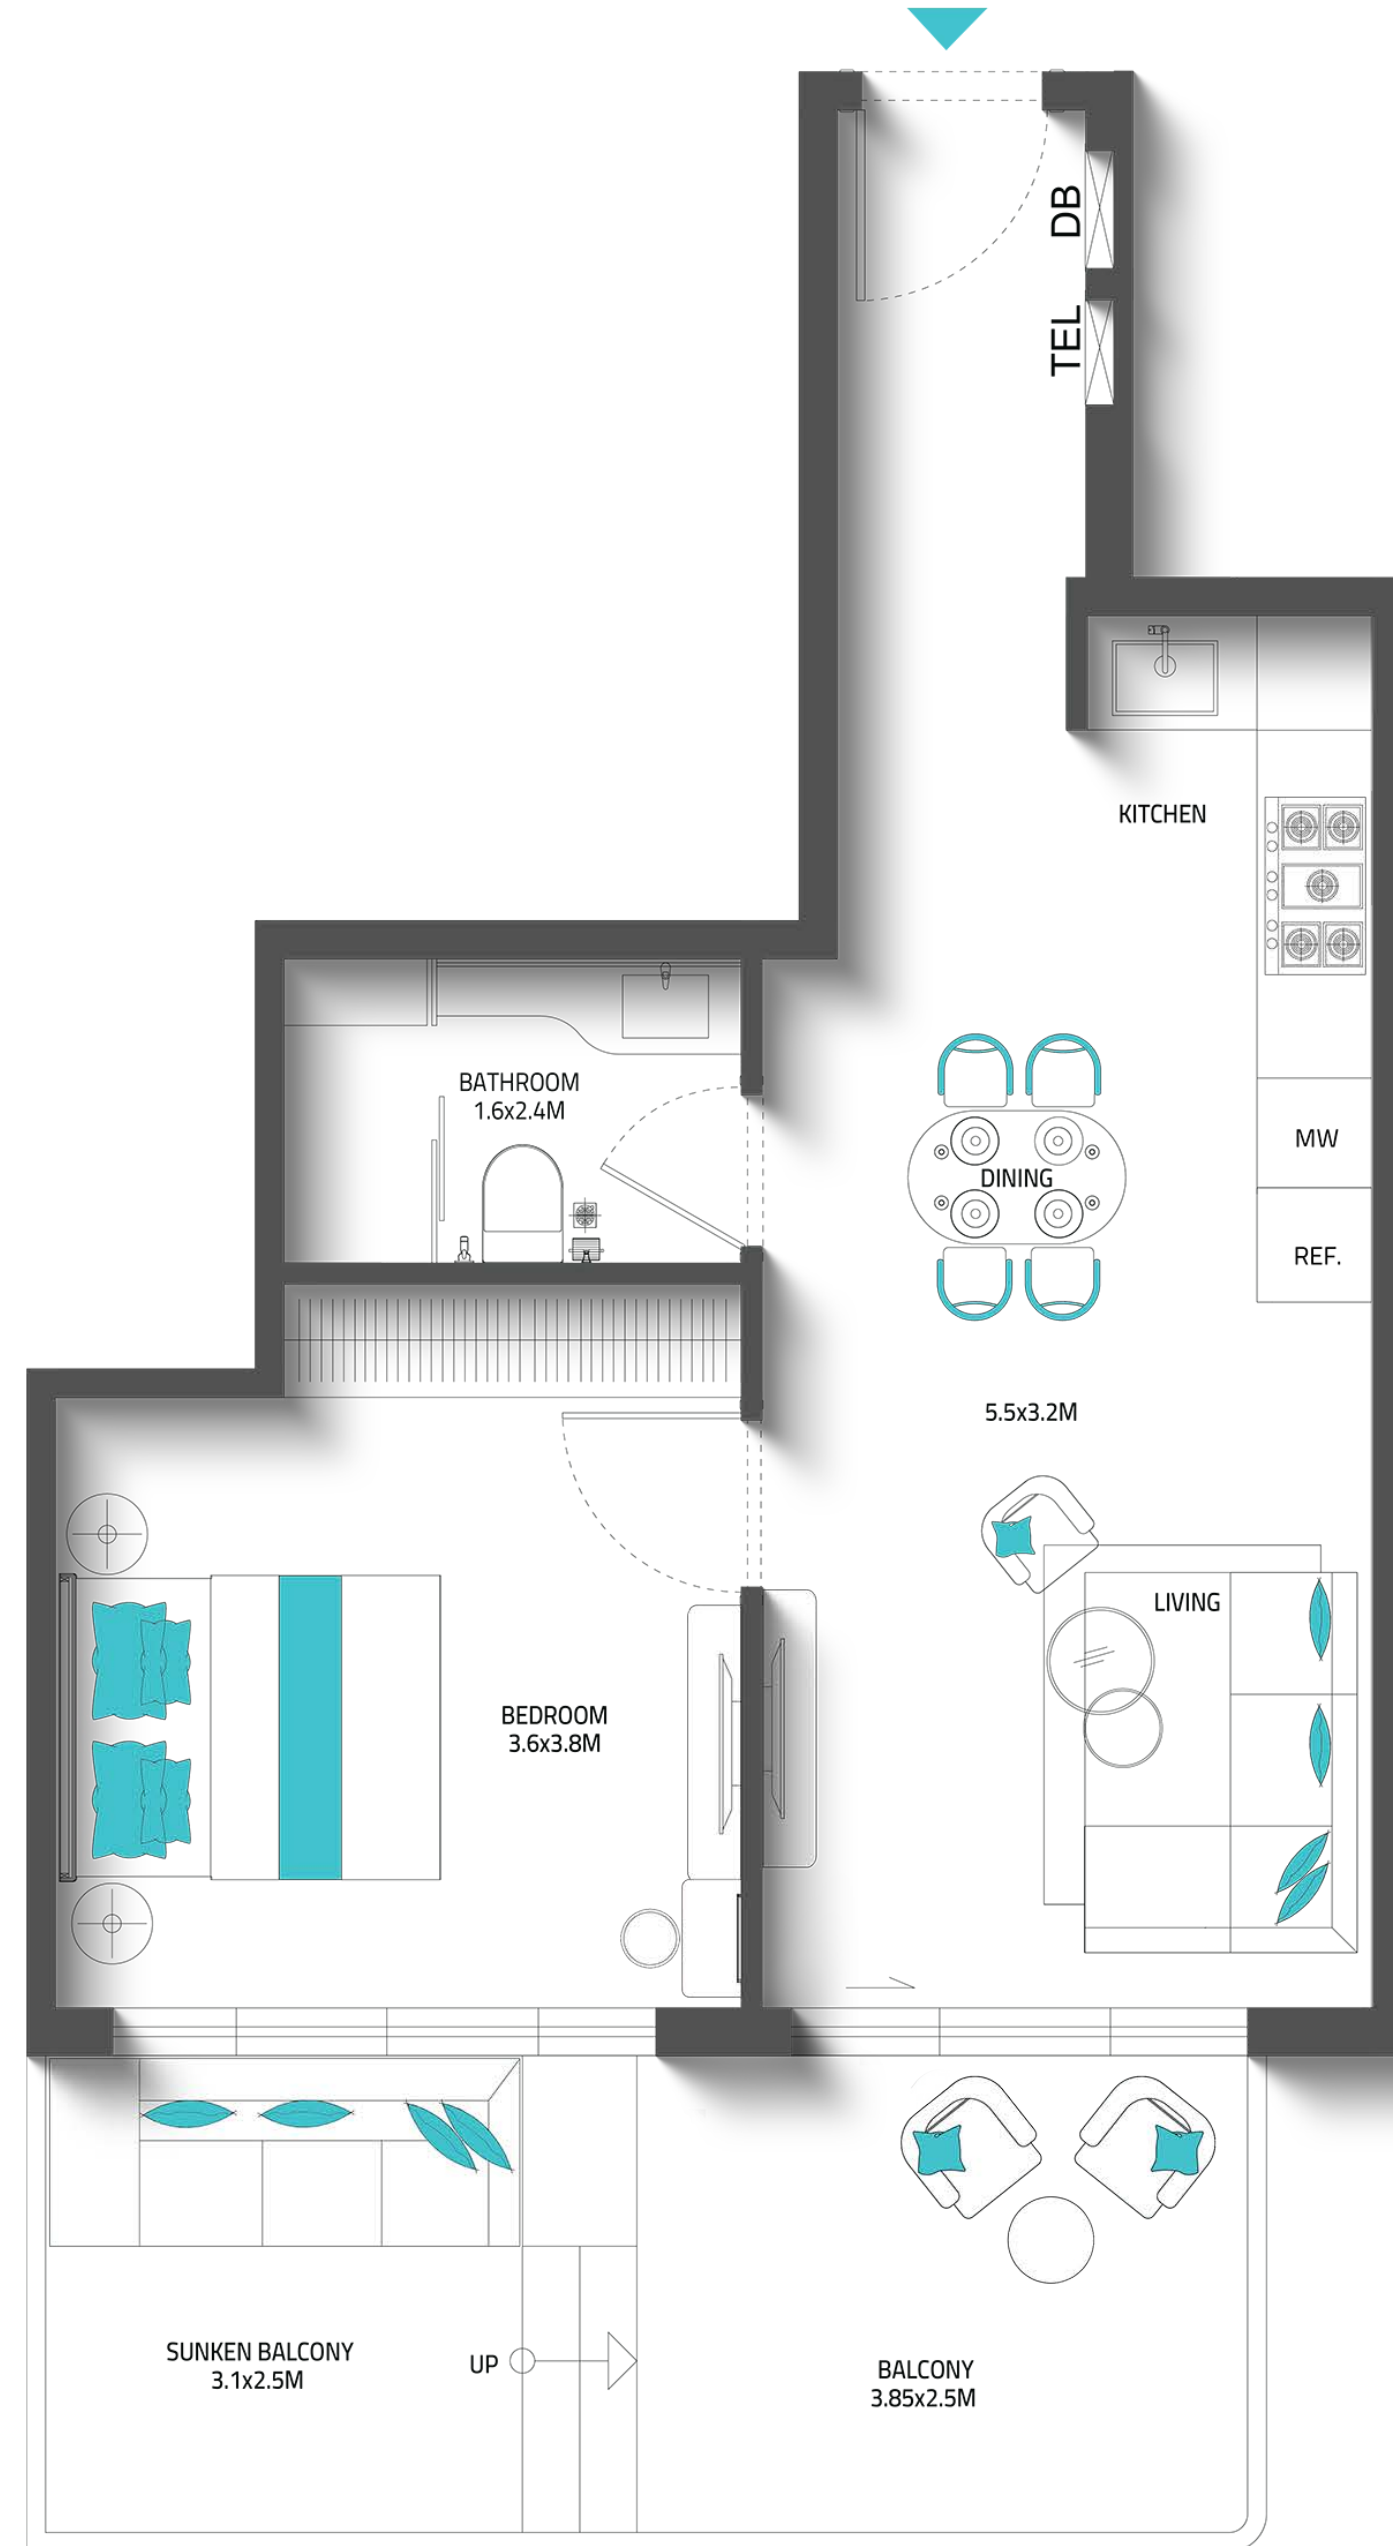 DB
TEL
KITCHEN
BATHROOM
1.6x2.4M
MW
DINING
REF.
5.5x3.2M
LIVING
BEDROOM
3.6x3.8M
SUNKEN BALCONY
3.1x2.5M
UP
BALCONY
3.85x2.5M